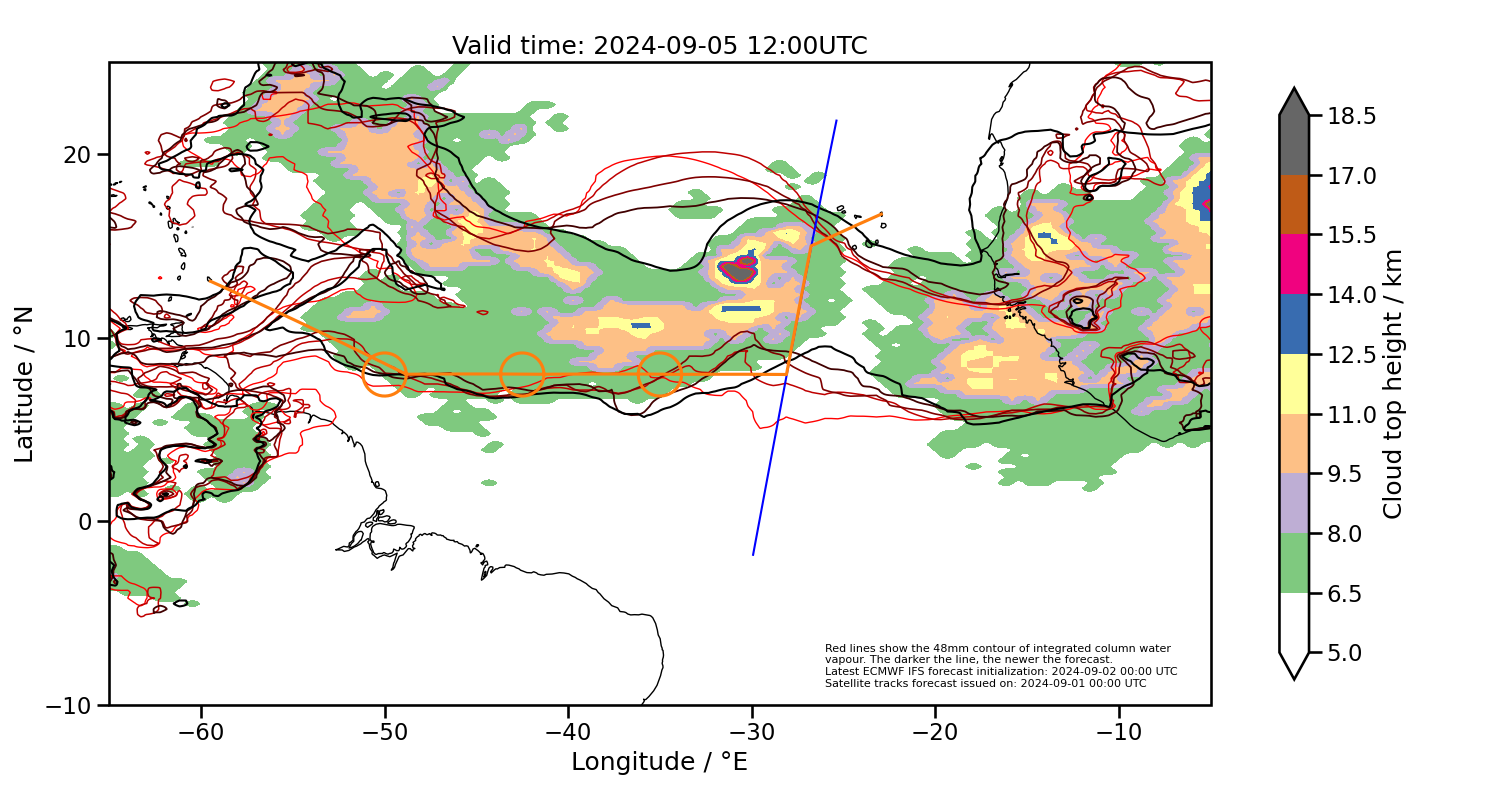 Valid time: 2024-09-05 12:00UTC
20
10
0
−10
Latitude / °N
−60
−50
−40
−30
−20
−10
Longitude / °E
Red lines show the 48mm contour of integrated column water
vapour. The darker the line, the newer the forecast.
Latest ECMWF IFS forecast initialization: 2024-09-02 00:00 UTC
Satellite tracks forecast issued on: 2024-09-01 00:00 UTC
18.5
17.0
15.5
14.0
12.5
11.0
9.5
8.0
6.5
5.0
Cloud top height / km